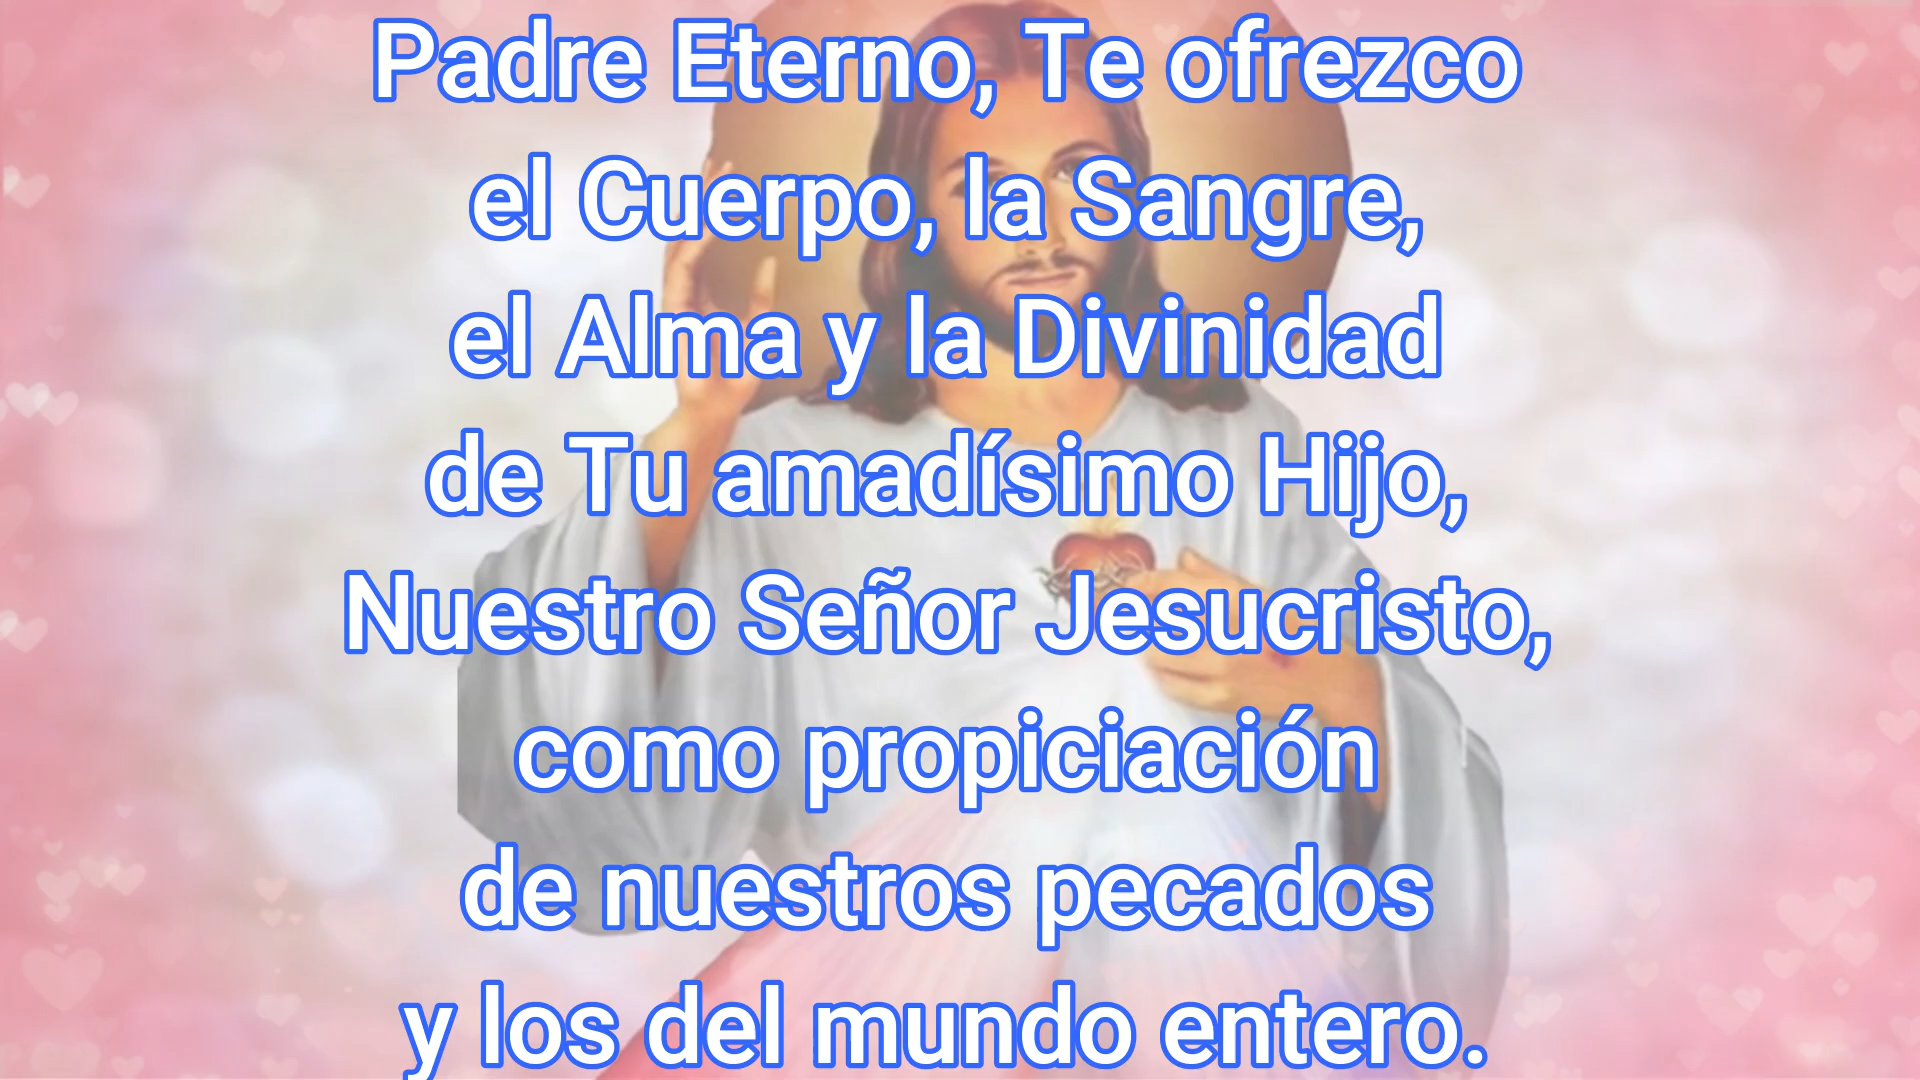 Padre Eterno, Te ofrezco
el Cuerpo, la Sangre,
el Alma y la Divinidad
de Tu amadísimo Hijo,
Nuestro Señor Jesucristo,
como propiciación
de nuestros pecados
y los del mundo entero.